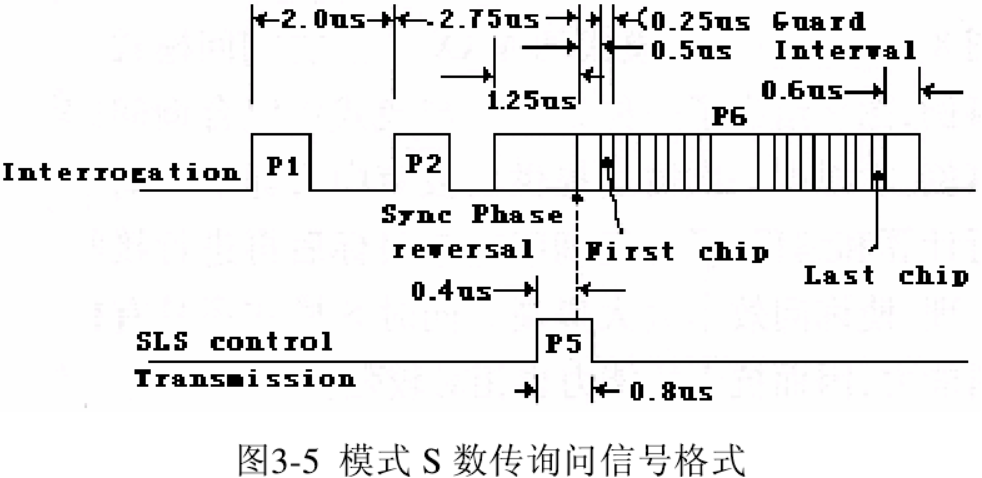 2.0us 2.75us 0.25us Guard
0.5us Interval
1.25us 0.6us
P6
Interrogation P1 P2
Sync Phase
rewersal First chip
Last chip
0.4us
SLS control P5
Transmission
0.8us
图3-5 模式 S 数传询问信号格式